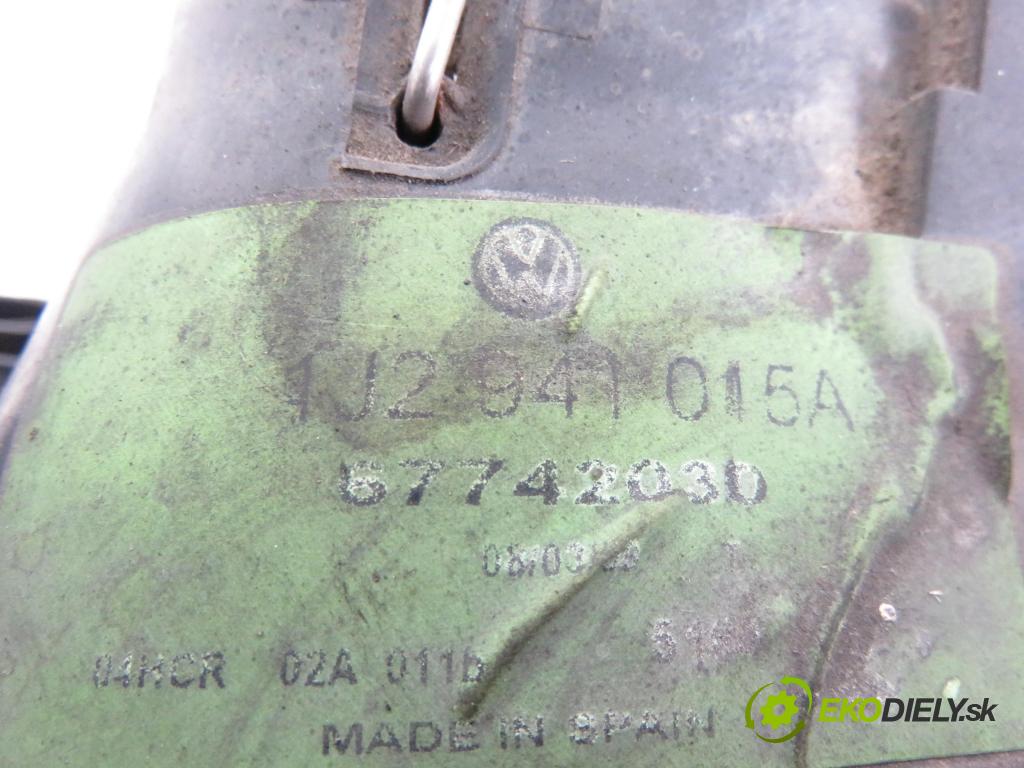 1J2 941 015A
67742030
04HCR 02A 011b
MADE IN SPAIN
EKODIELY.sk